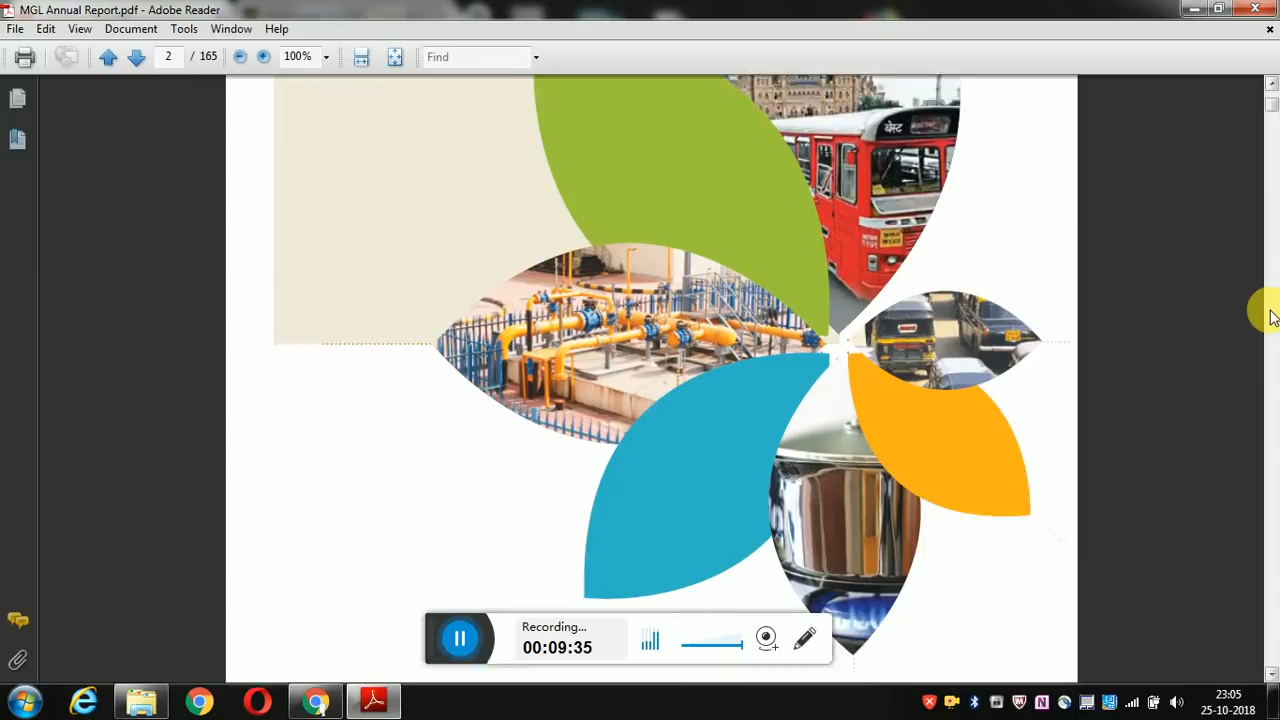 MGL Annual Report.pdf - Adobe Reader
File Edit View Document Tools Window Help
2 / 165 100% Find
बेस्ट
Recording...
00:09:35
23:05
25-10-2018